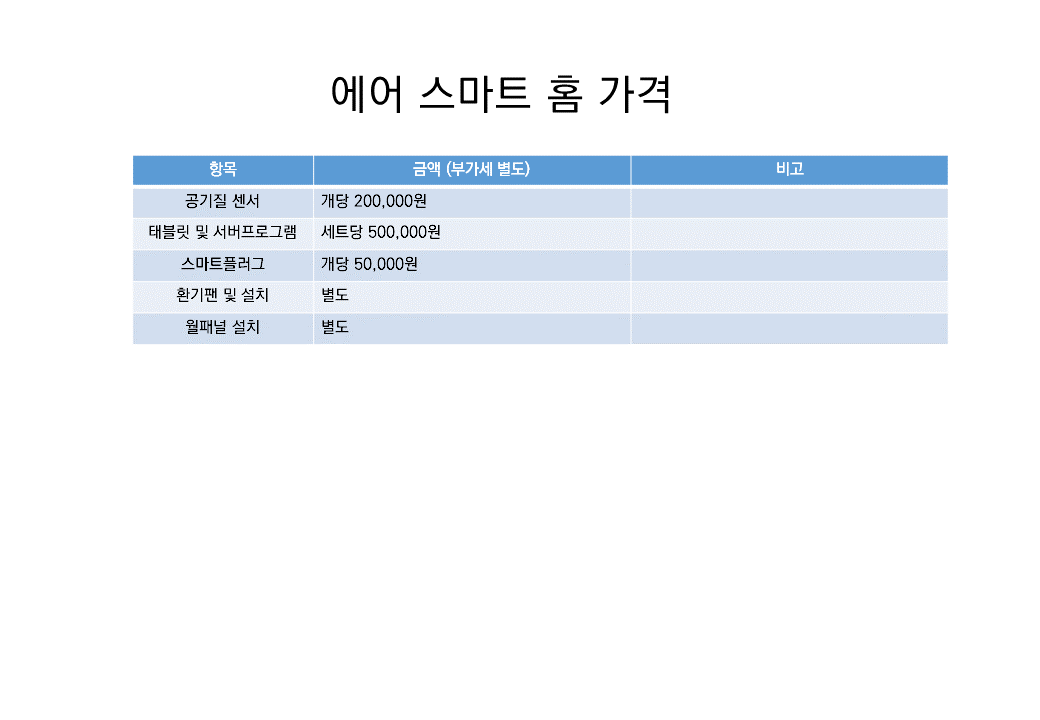 에어 스마트 홈 가격
항목 금액 (부가세 별도) 비고
공기질 센서 개당 200,000원
태블릿 및 서버프로그램 세트당 500,000원
스마트플러그 개당 50,000원
환기팬 및 설치 별도
월패널 설치 별도